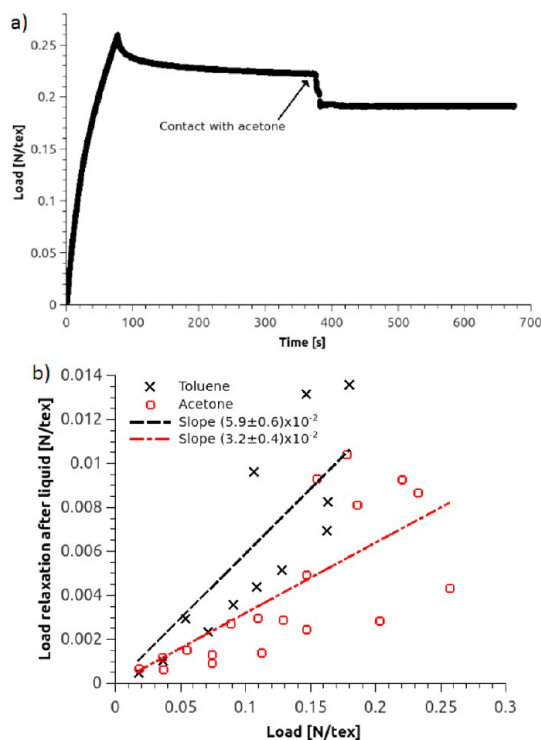 a)
0.25
0.2
0.15
0.1
0.05
0
Load [N/tex]
Contact with acetone
0 100 200 300 400 500 600 700
Time [s]
b)
0.014
0.012
0.01
0.008
0.006
0.004
0.002
0
Load relaxation after liquid [N/tex]
Toluene
Acetone
Slope (5.9±0.6)x10⁻²
Slope (3.2±0.4)x10⁻²
0 0.05 0.1 0.15 0.2 0.25 0.3
Load [N/tex]